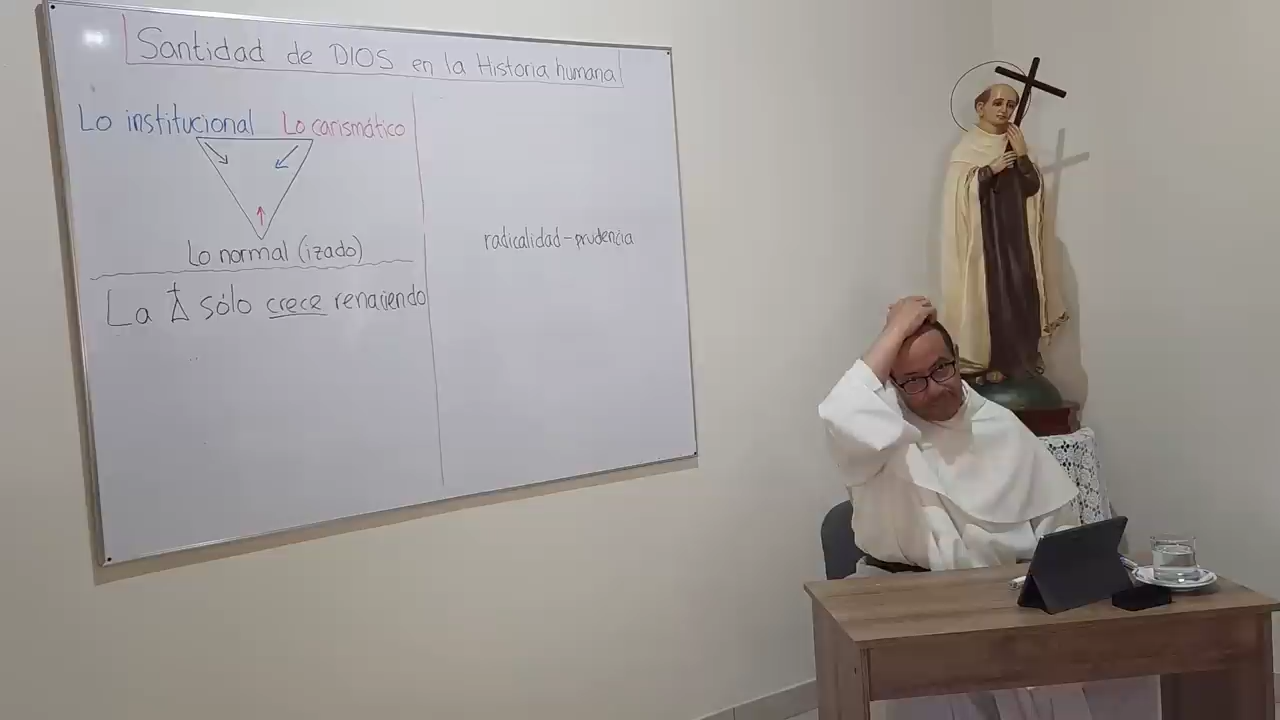 Santidad de DIOS en la Historia humana
Lo institucional Lo carismático
Lo normal (izado)
La sólo crece renaciendo
radicalidad-prudencia